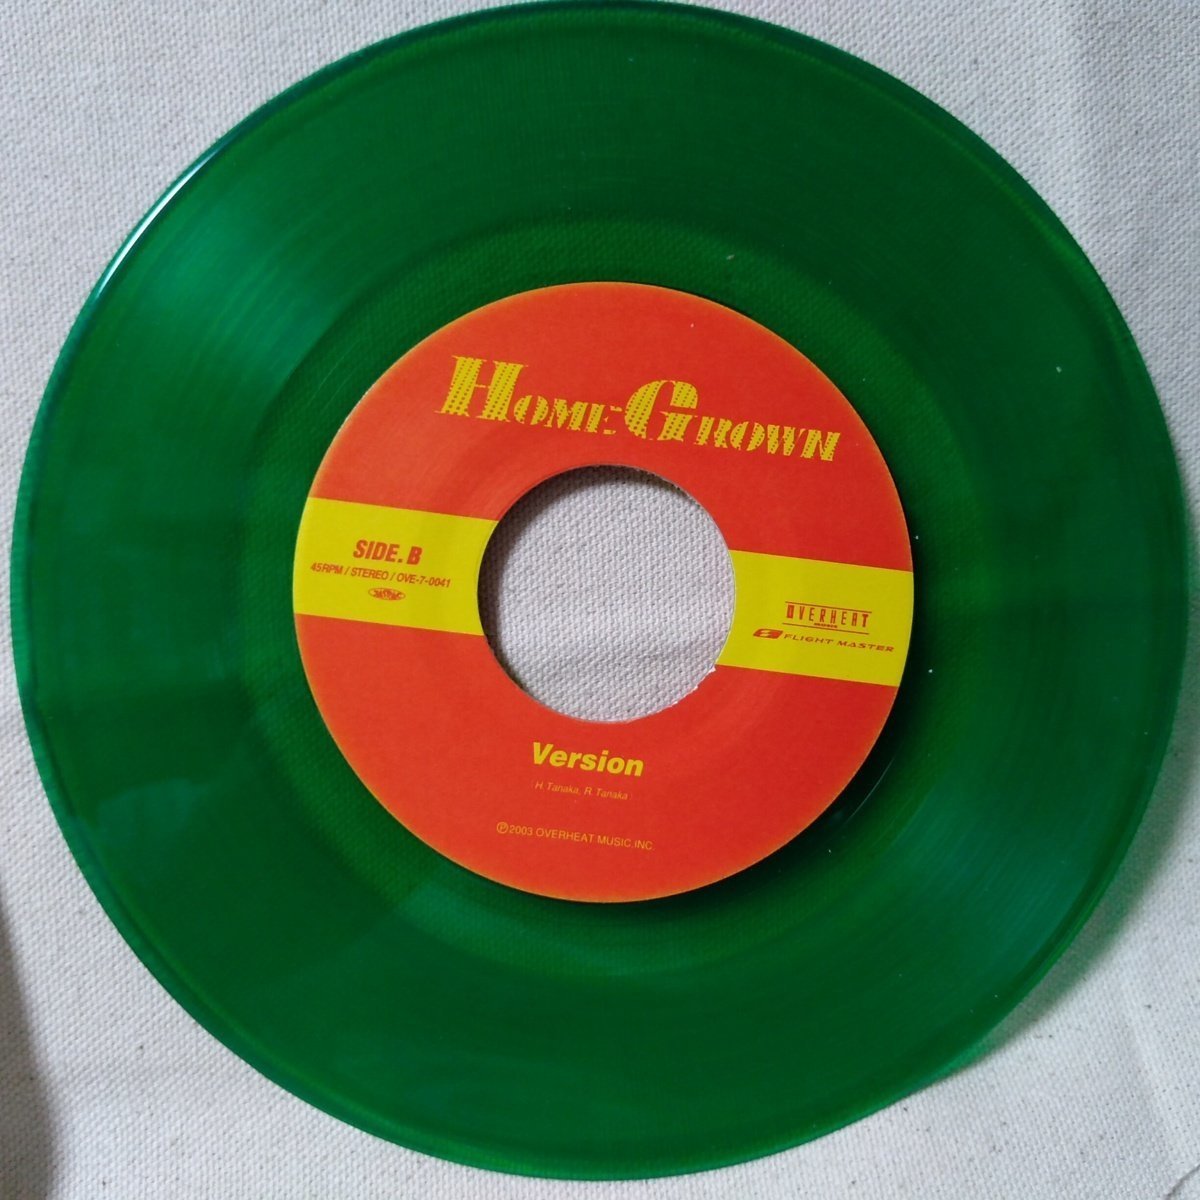 HOME GROWN
SIDE. B
45RPM / STEREO / OVE-7-0041
OVERHEAT
FLIGHT MASTER
Version
H. Tanaka, R. Tanaka
℗2003 OVERHEAT MUSIC, INC.